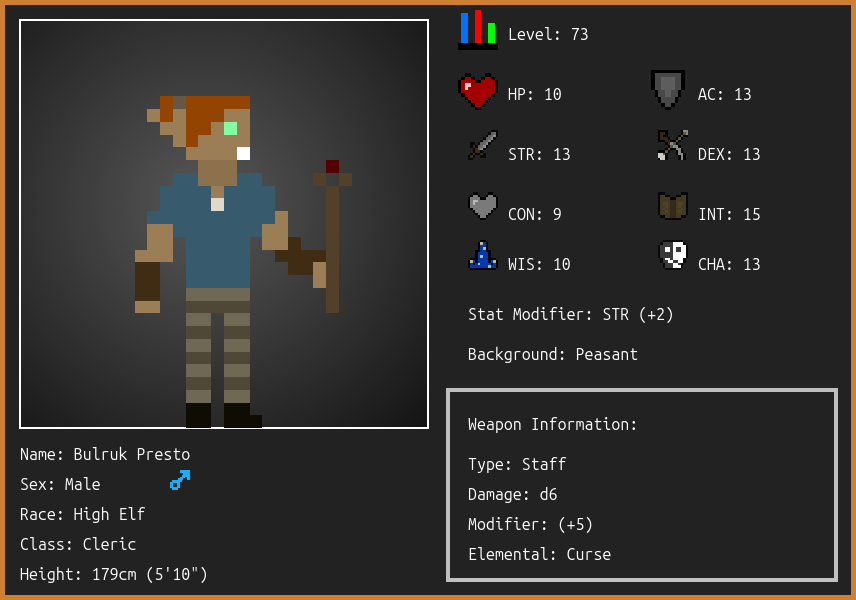 Level: 73
HP: 10
AC: 13
STR: 13
DEX: 13
CON: 9
INT: 15
WIS: 10
CHA: 13
Stat Modifier: STR (+2)
Background: Peasant
Weapon Information:
Type: Staff
Damage: d6
Modifier: (+5)
Elemental: Curse
Name: Bulruk Presto
Sex: Male
Race: High Elf
Class: Cleric
Height: 179cm (5'10")